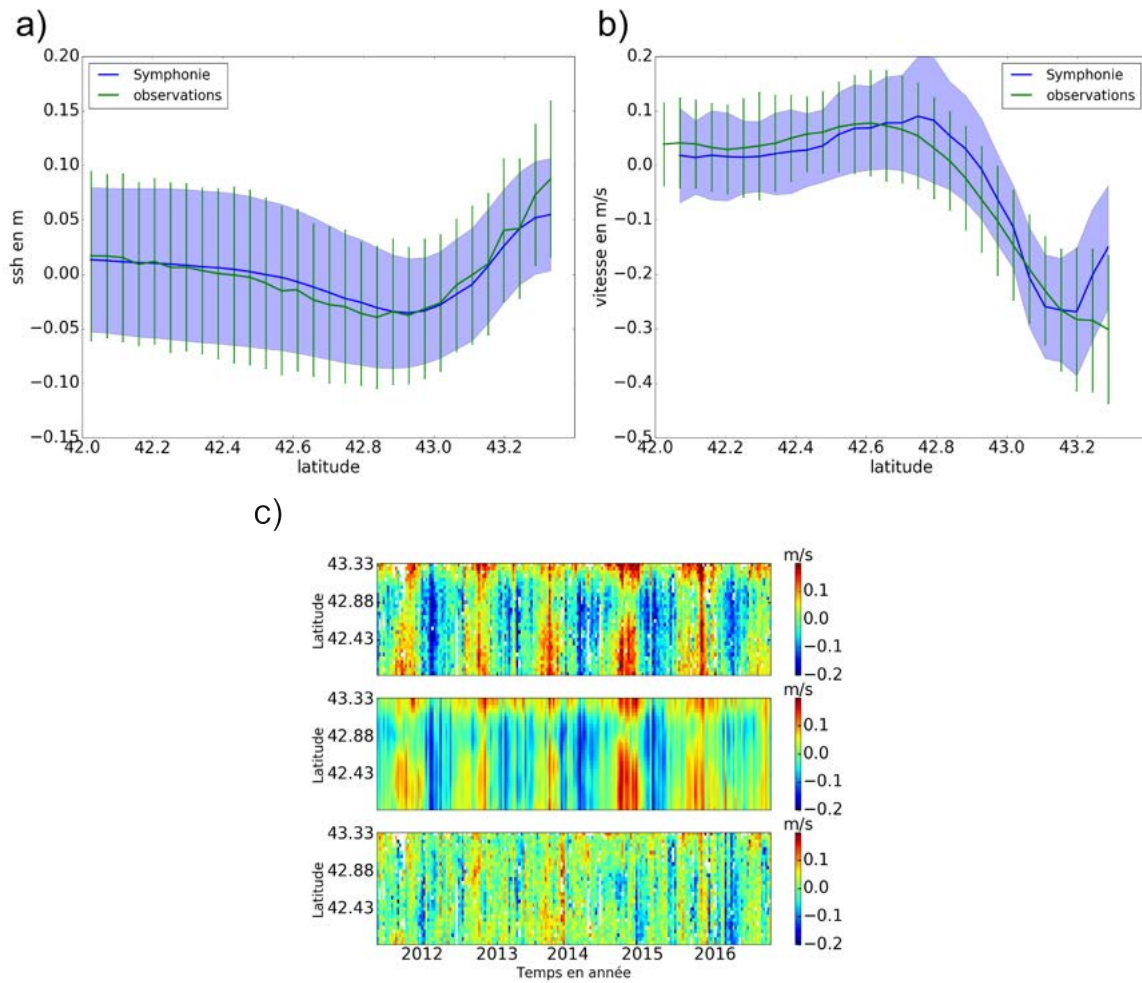 a)
0.20
0.15
0.10
0.05
0.00
−0.05
−0.10
−0.15
ssh en m
Symphonie
observations
42.0 42.2 42.4 42.6 42.8 43.0 43.2
latitude
b)
0.2
0.1
0.0
−0.1
−0.2
−0.3
−0.4
−0.5
vitesse en m/s
Symphonie
observations
42.0 42.2 42.4 42.6 42.8 43.0 43.2
latitude
c)
43.33
42.88
42.43
Latitude
m/s
0.1
0.0
−0.1
−0.2
43.33
42.88
42.43
Latitude
m/s
0.1
0.0
−0.1
−0.2
43.33
42.88
42.43
Latitude
m/s
0.1
0.0
−0.1
−0.2
2012 2013 2014 2015 2016
Temps en année